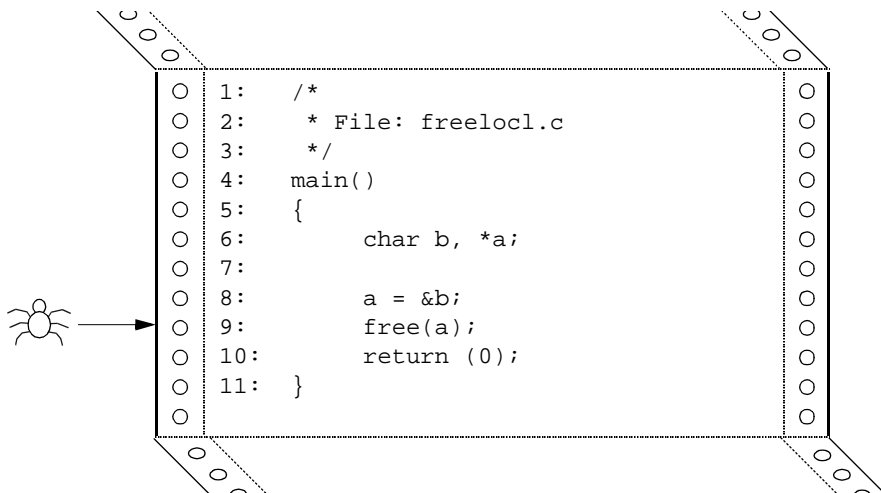 1: /*
2: * File: freelocl.c
3: */
4: main()
5: {
6: char b, *a;
7:
8: a = &b;
9: free(a);
10: return (0);
11: }